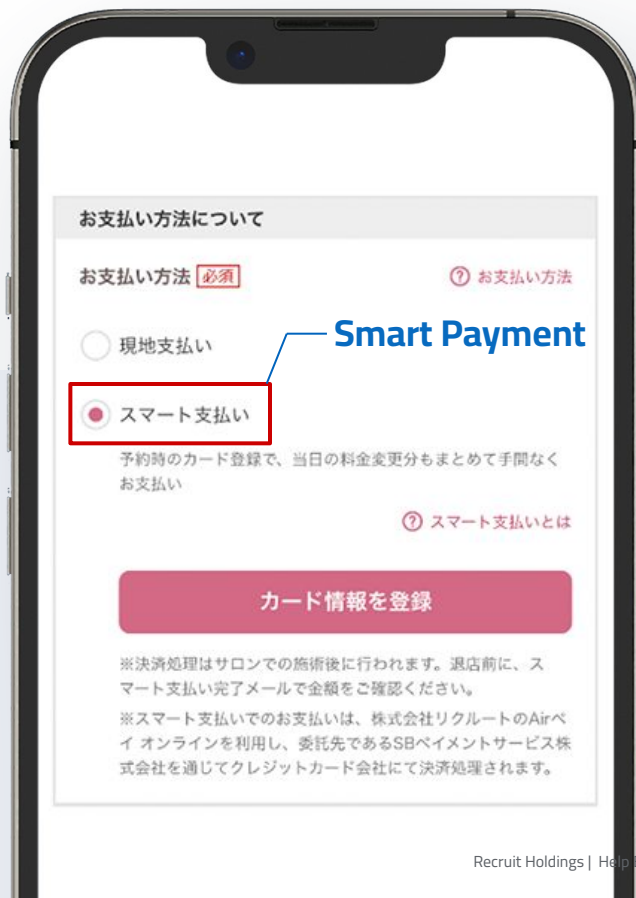 お支払い方法について
お支払い方法 必須
? お支払い方法
現地支払い
Smart Payment
スマート支払い
予約時のカード登録で、当日の料金変更分もまとめて手間なく
お支払い
? スマート支払いとは
カード情報を登録
※決済処理はサロンでの施術後に行われます。退店前に、ス
マート支払い完了メールで金額をご確認ください。
※スマート支払いでのお支払いは、株式会社リクルートのAirペ
イ オンラインを利用し、委託先であるSBペイメントサービス株
式会社を通じてクレジットカード会社にて決済処理されます。
Recruit Holdings | Help